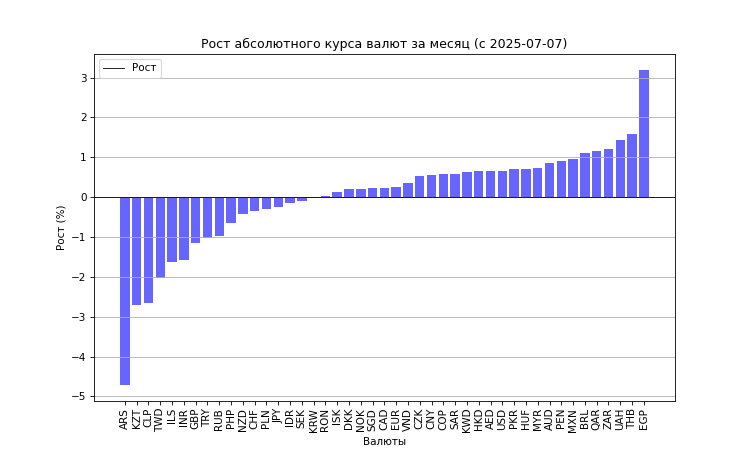 Рост абсолютного курса валют за месяц (с 2025-07-07)
Рост
3
2
1
0
−1
−2
−3
−4
−5
Рост (%)
ARS KZT CLP TWD ILS INR GBP TRY RUB PHP NZD CHF PLN JPY IDR SEK KRW RON ISK DKK NOK SGD CAD EUR VND CZK CNY COP SAR KWD HKD AED USD PKR HUF MYR AUD PEN MXN BRL QAR ZAR UAH THB EGP
Валюты